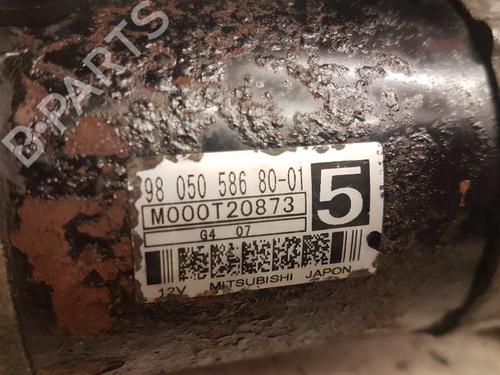 B-PARTS
98 050 586 80-01
5
M000T20873
G4 07
12V MITSUBISHI JAPON